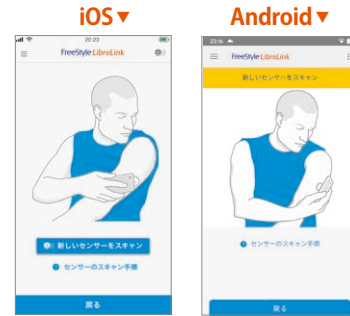 iOS▼
Android▼
20:23
FreeStyle LibreLink
新しいセンサーをスキャン
センサーのスキャン手順
戻る
FreeStyle LibreLink
新しいセンサーをスキャン
センサーのスキャン手順
戻る